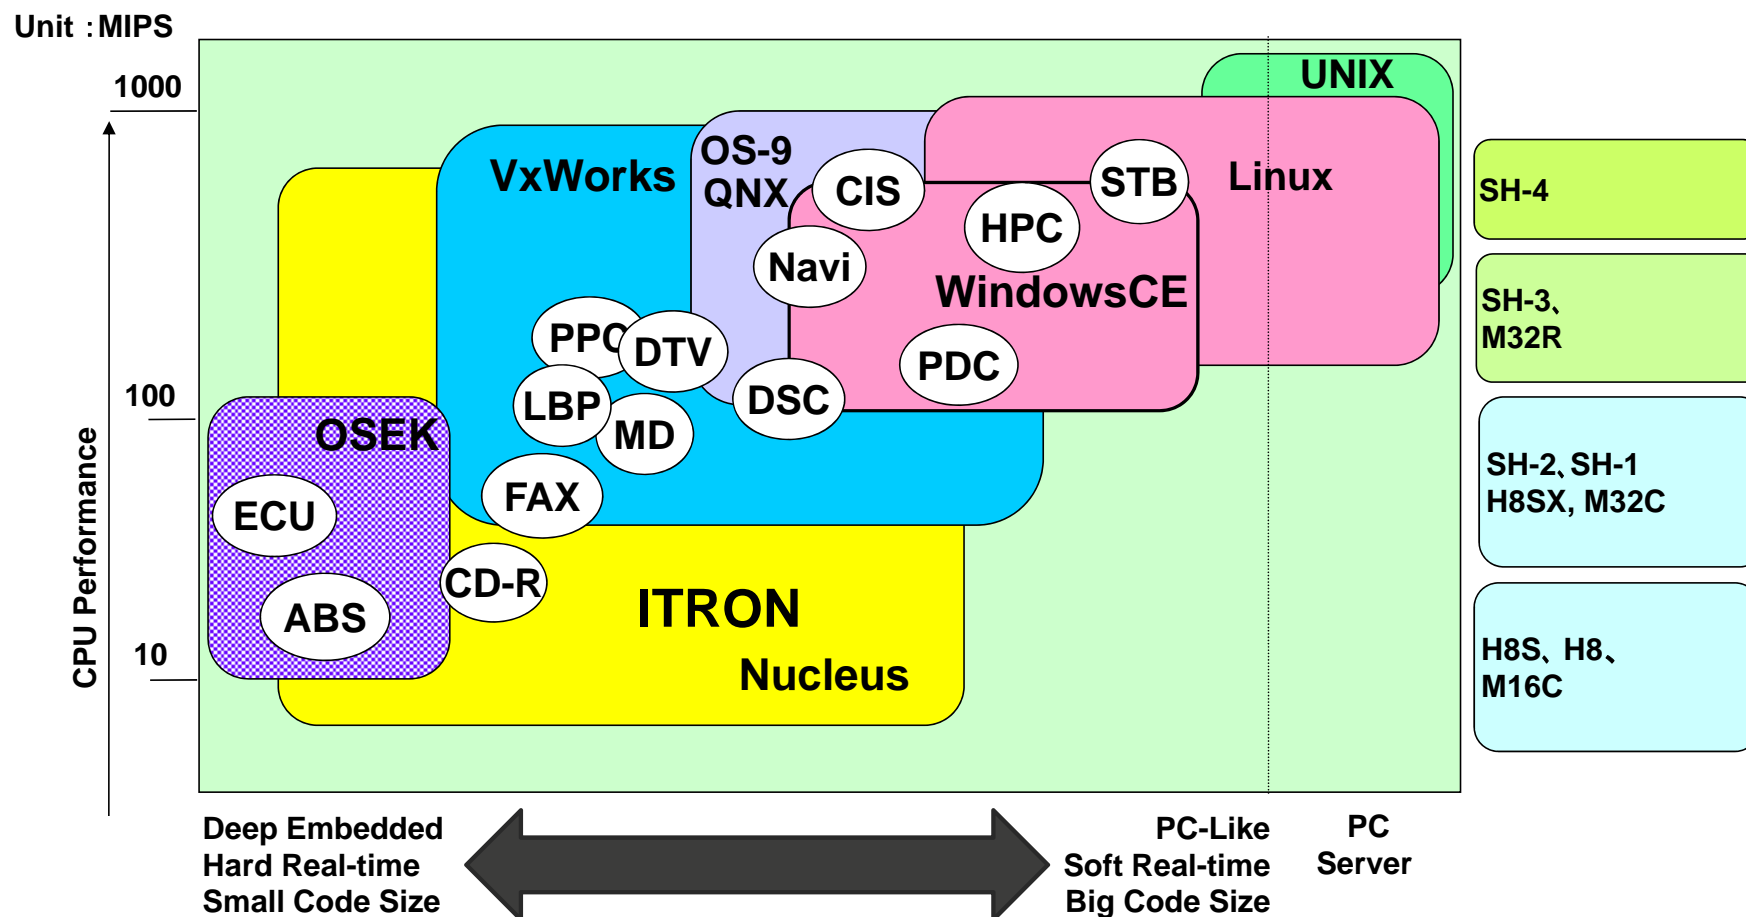 Unit：MIPS
1000
100
10
CPU Performance
UNIX
Linux
OS-9
QNX
VxWorks
CIS
STB
HPC
Navi
WindowsCE
PPC
DTV
PDC
LBP
DSC
MD
OSEK
FAX
ECU
CD-R
ABS
ITRON
Nucleus
SH-4
SH-3、
M32R
SH-2、SH-1
H8SX, M32C
H8S、H8、
M16C
Deep Embedded
Hard Real-time
Small Code Size
PC-Like
Soft Real-time
Big Code Size
PC
Server